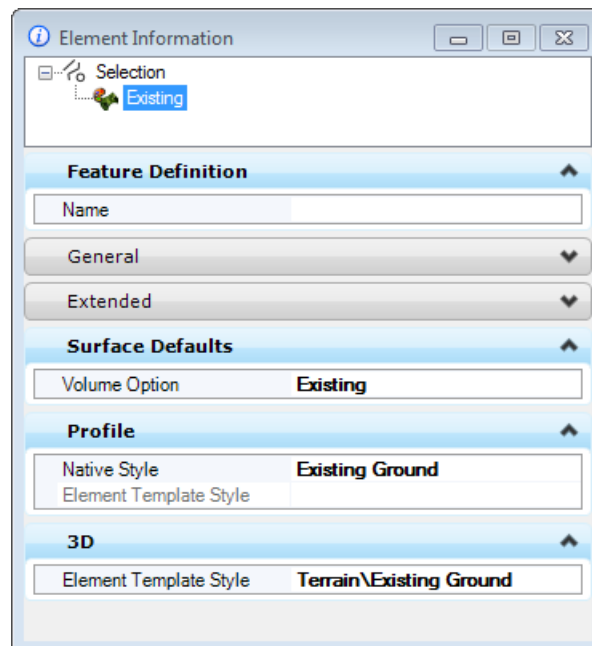 Element Information
Selection
Existing
Feature Definition
Name
General
Extended
Surface Defaults
Volume Option Existing
Profile
Native Style Existing Ground
Element Template Style
3D
Element Template Style Terrain\Existing Ground